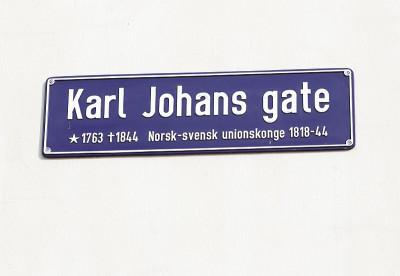 Karl Johans gate
★1763 †1844 Norsk-svensk unionskonge 1818-44